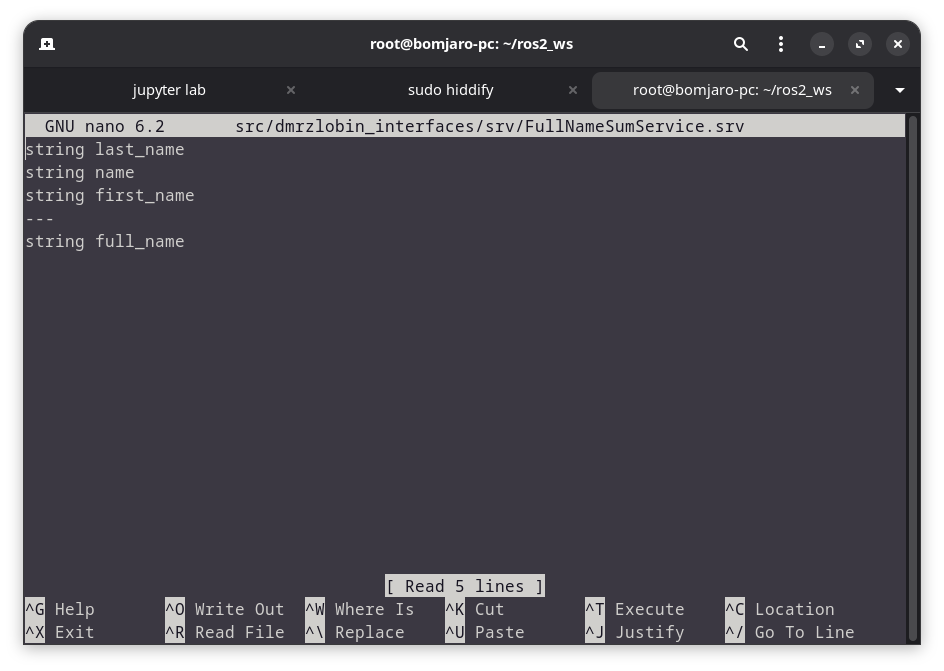 root@bomjaro-pc: ~/ros2_ws
jupyter lab
sudo hiddify
root@bomjaro-pc: ~/ros2_ws
GNU nano 6.2 src/dmrzlobin_interfaces/srv/FullNameSumService.srv
string last_name
string name
string first_name
---
string full_name
[ Read 5 lines ]
^G Help ^O Write Out ^W Where Is ^K Cut ^T Execute ^C Location
^X Exit ^R Read File ^\ Replace ^U Paste ^J Justify ^/ Go To Line